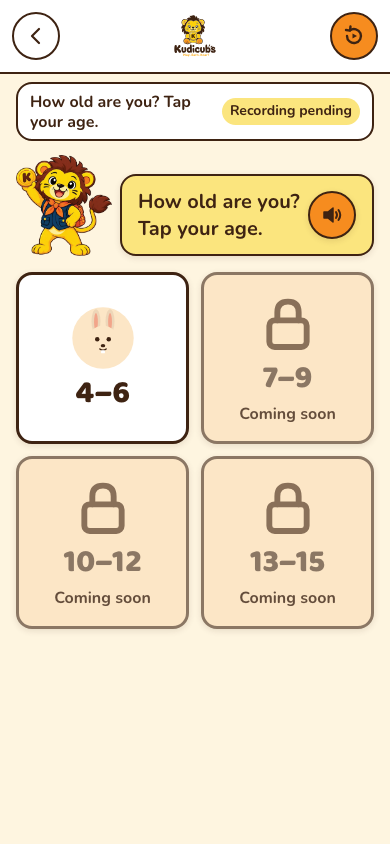 Kudicub's
How old are you? Tap
your age.
Recording pending
K
How old are you?
Tap your age.
4–6
7–9
Coming soon
10–12
Coming soon
13–15
Coming soon